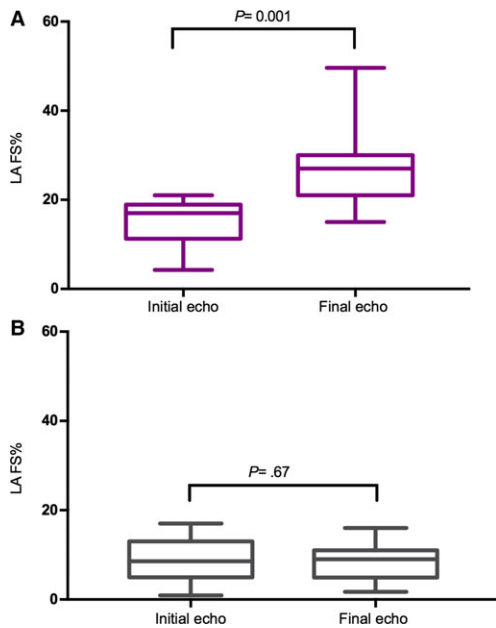 A
P= 0.001
60
40
20
0
LA FS%
Initial echo
Final echo
B
P= .67
60
40
20
0
LA FS%
Initial echo
Final echo